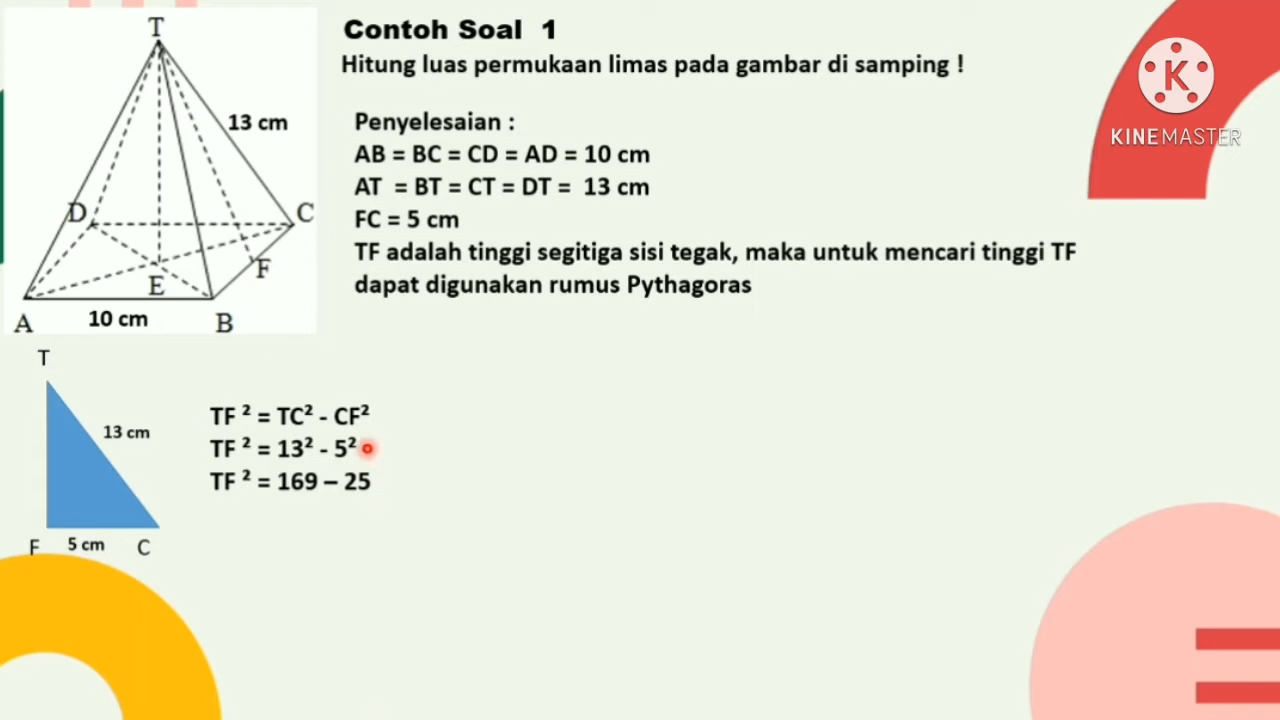 Contoh Soal 1
Hitung luas permukaan limas pada gambar di samping !
KINEMASTER
T
13 cm
D
C
E
F
A
10 cm
B
Penyelesaian :
AB = BC = CD = AD = 10 cm
AT = BT = CT = DT = 13 cm
FC = 5 cm
TF adalah tinggi segitiga sisi tegak, maka untuk mencari tinggi TF
dapat digunakan rumus Pythagoras
T
13 cm
F
5 cm
C
TF ² = TC² - CF²
TF ² = 13² - 5²
TF ² = 169 – 25